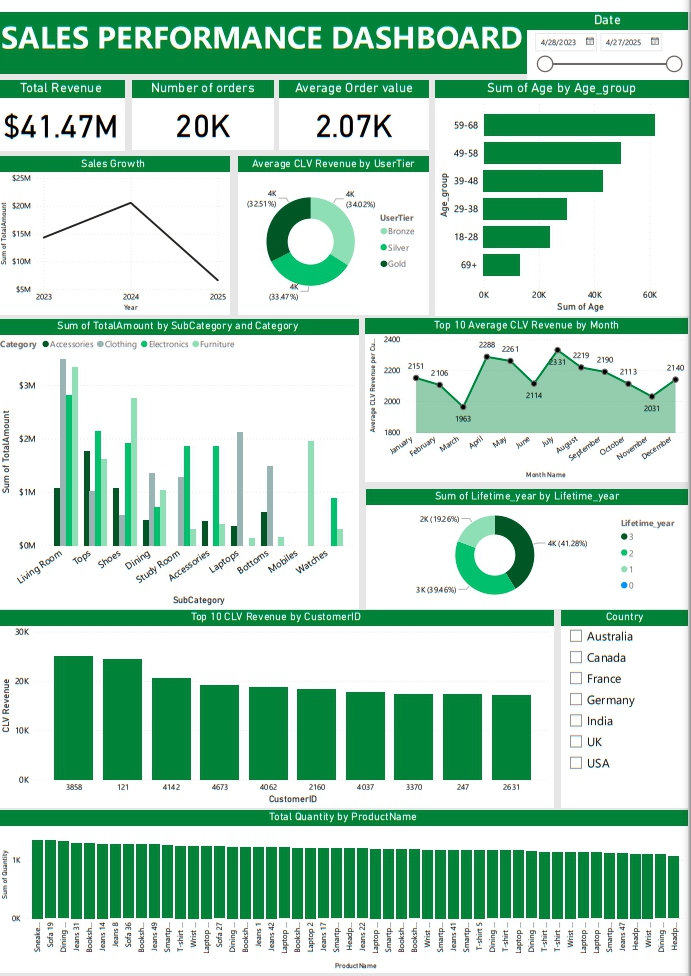 SALES PERFORMANCE DASHBOARD
Date
4/28/2023
4/27/2025
Total Revenue
$41.47M
Number of orders
20K
Average Order value
2.07K
Sum of Age by Age_group
Age_group
59-68
49-58
39-48
29-38
18-28
69+
0K 20K 40K 60K
Sum of Age
Sales Growth
Sum of TotalAmount
$25M
$20M
$15M
$10M
$5M
2023 2024 2025
Year
Average CLV Revenue by UserTier
4K
(32.51%)
4K
(34.02%)
4K
(33.47%)
UserTier
Bronze
Silver
Gold
Sum of TotalAmount by SubCategory and Category
Category Accessories Clothing Electronics Furniture
Sum of TotalAmount
$3M
$2M
$1M
$0M
Living Room Tops Shoes Dining Study Room Accessories Laptops Bottoms Mobiles Watches
SubCategory
Top 10 Average CLV Revenue by Month
Average CLV Revenue per Cu...
2400
2200
2000
1800
2151 2106 1963 2288 2261 2114 2331 2219 2190 2113 2031 2140
January February March April May June July August September October November December
Month Name
Sum of Lifetime_year by Lifetime_year
2K (19.26%)
4K (41.28%)
3K (39.46%)
Lifetime_year
3
2
1
0
Top 10 CLV Revenue by CustomerID
CLV Revenue
30K
20K
10K
0K
3858 121 4142 4673 4062 2160 4037 3370 247 2631
CustomerID
Country
Australia
Canada
France
Germany
India
UK
USA
Total Quantity by ProductName
Sum of Quantity
1K
0K
Sneake... Sofa 19 Dining ... Jeans 31 Booksh... Jeans 14 Jeans 8 Sofa 36 Booksh... Jeans 49 Smartp... T-shirt ... Wrist ... Laptop ... Sofa 27 Dining ... Booksh... Jeans 1 Jeans 42 Laptop ... Booksh... Laptop 2 Jeans 17 Smartp... Headp... Jeans 22 Laptop ... Smartp... Booksh... Booksh... Wrist ... Smartp... Jeans 41 Smartp... T-shirt 5 Dining ... T-shirt ... Laptop ... Dining ... Smartp... T-shirt ... Wrist ... Laptop ... Laptop ... Smartp... Jeans 47 Headp... Wrist ... Dining ... Headp...
ProductName